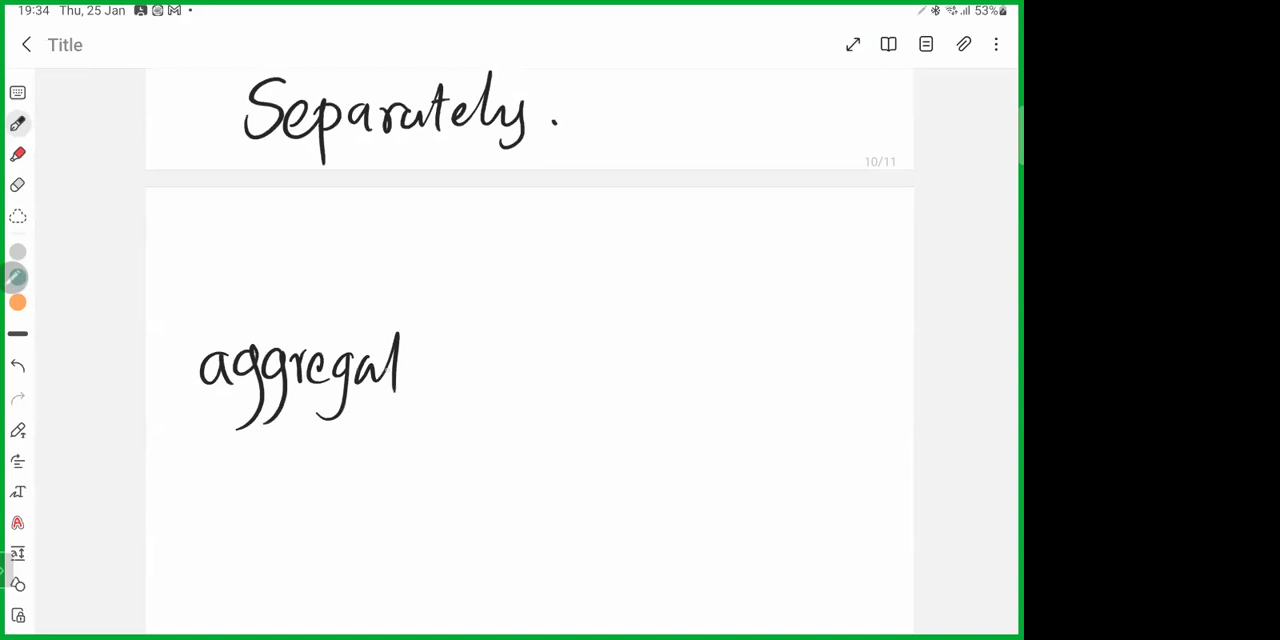 19:34 Thu, 25 Jan • 53%
Title
Separately.
10/11
aggregal